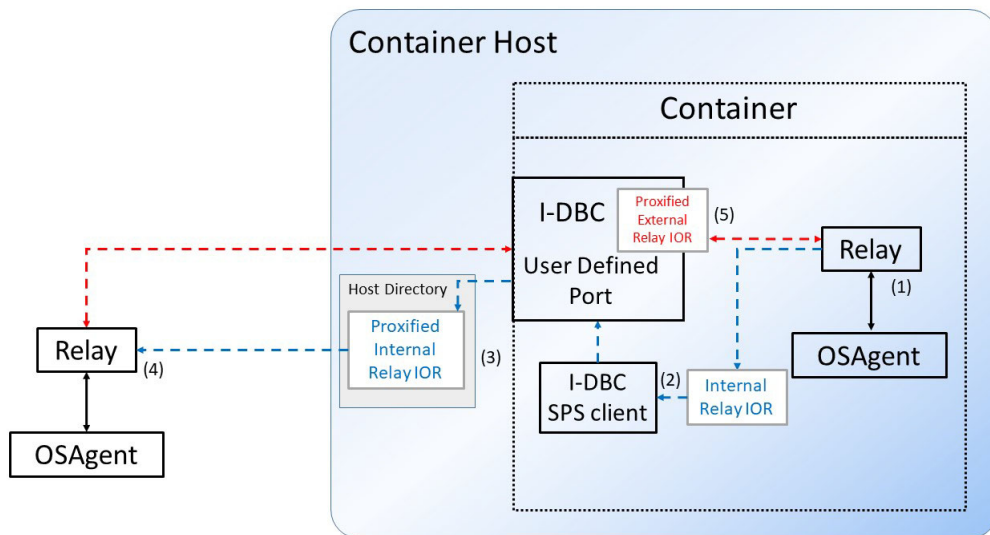 Container Host
Container
I-DBC
User Defined
Port
Proxified
External
Relay IOR
(5)
Relay
(1)
OSAgent
Host Directory
Proxified
Internal
Relay IOR
(3)
Relay
(4)
OSAgent
I-DBC
SPS client
(2)
Internal
Relay IOR